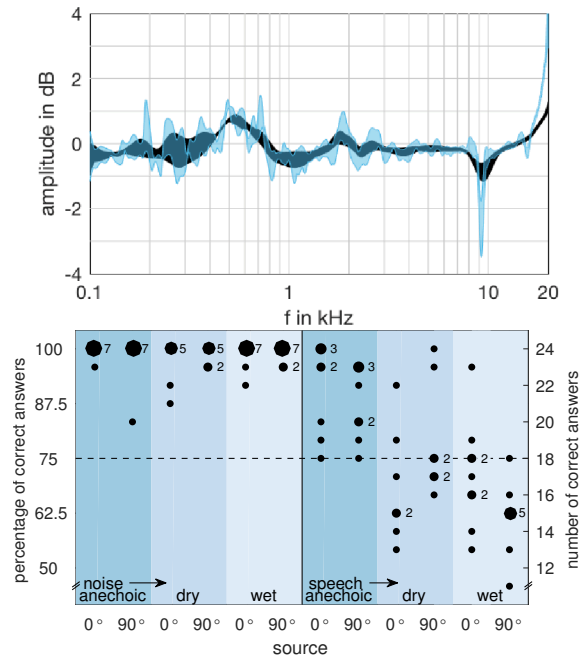 4
2
0
-2
-4
amplitude in dB
0.1 1 10 20
f in kHz
100 7 7 5 5 7 7 3 24
2 2 2 3
22
87.5 2 20
75 2 2 18
2 2 16
62.5 2 5
14
50 12
percentage of correct answers
number of correct answers
noise speech
anechoic dry wet anechoic dry wet
0° 90° 0° 90° 0° 90° 0° 90° 0° 90° 0° 90°
source